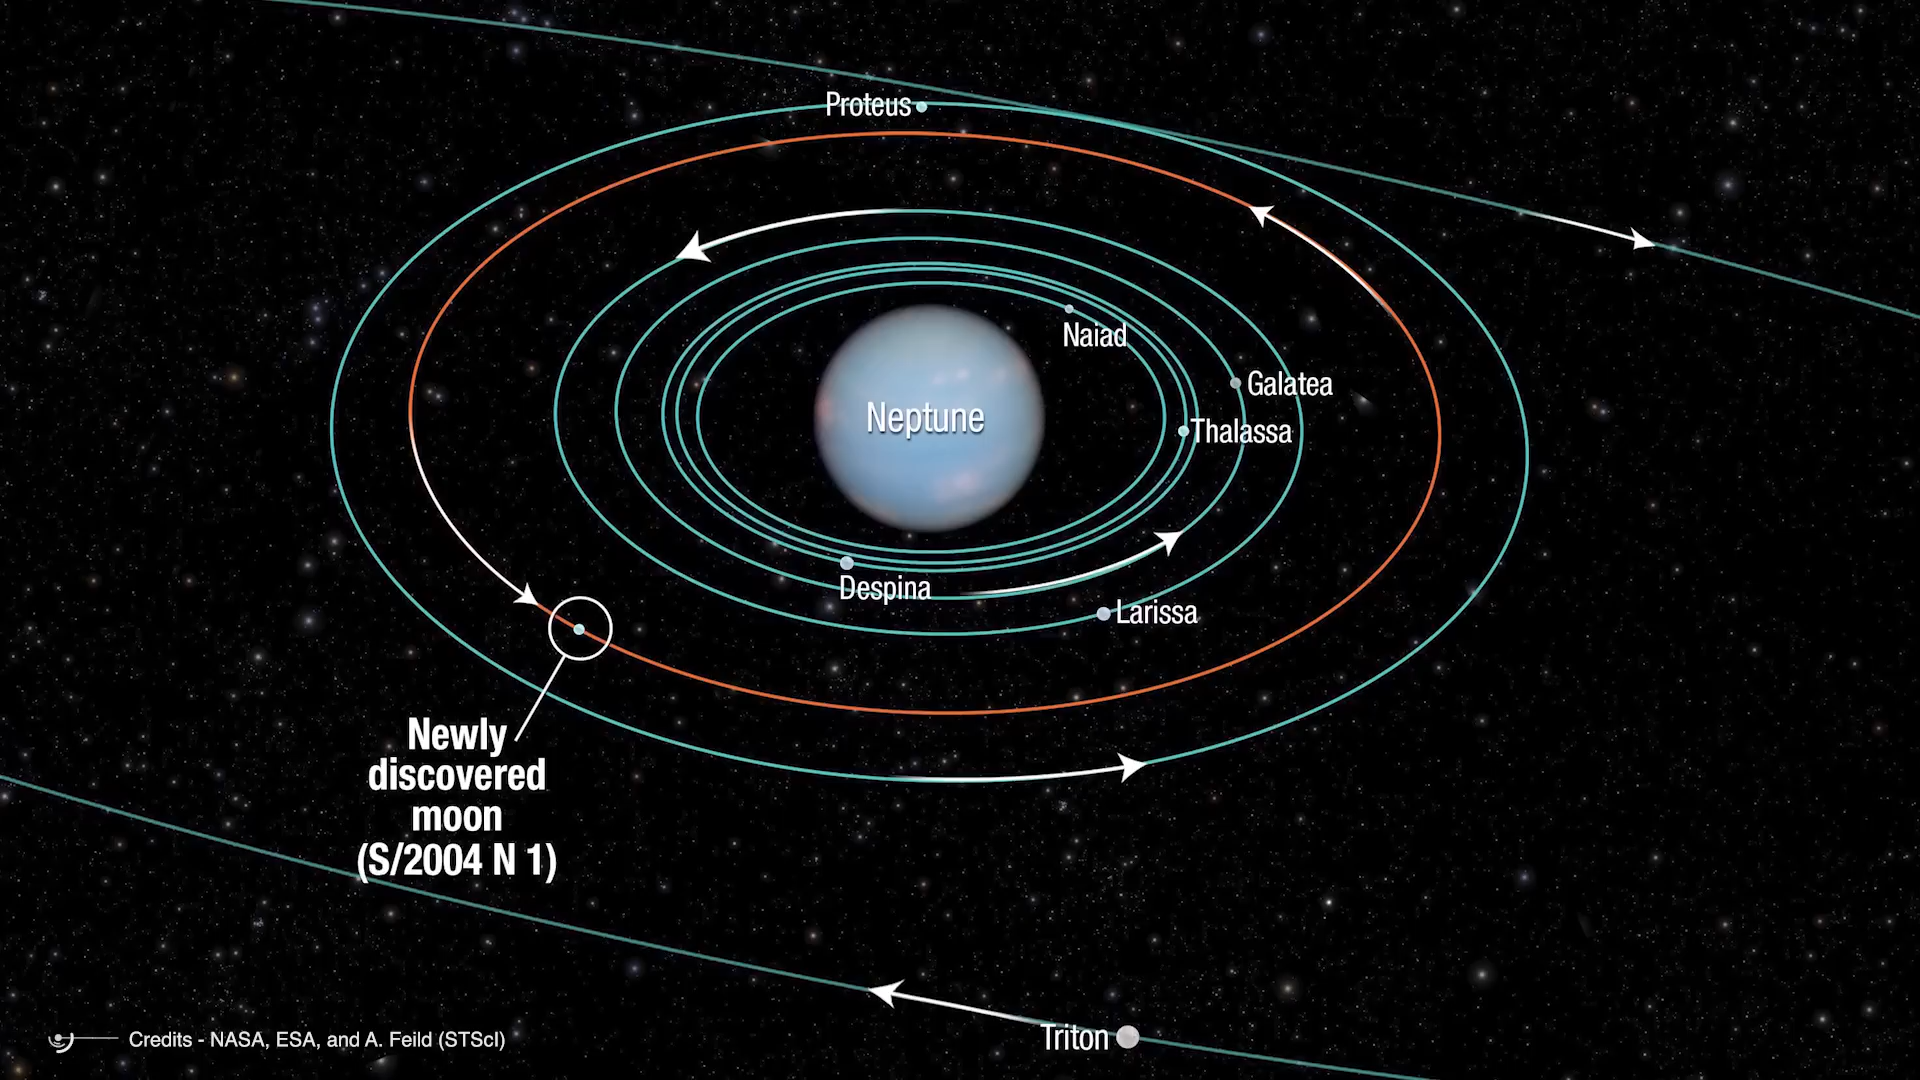 Proteus
Naiad
Galatea
Neptune
Thalassa
Despina
Larissa
Newly
discovered
moon
(S/2004 N 1)
Triton
Credits - NASA, ESA, and A. Feild (STScI)